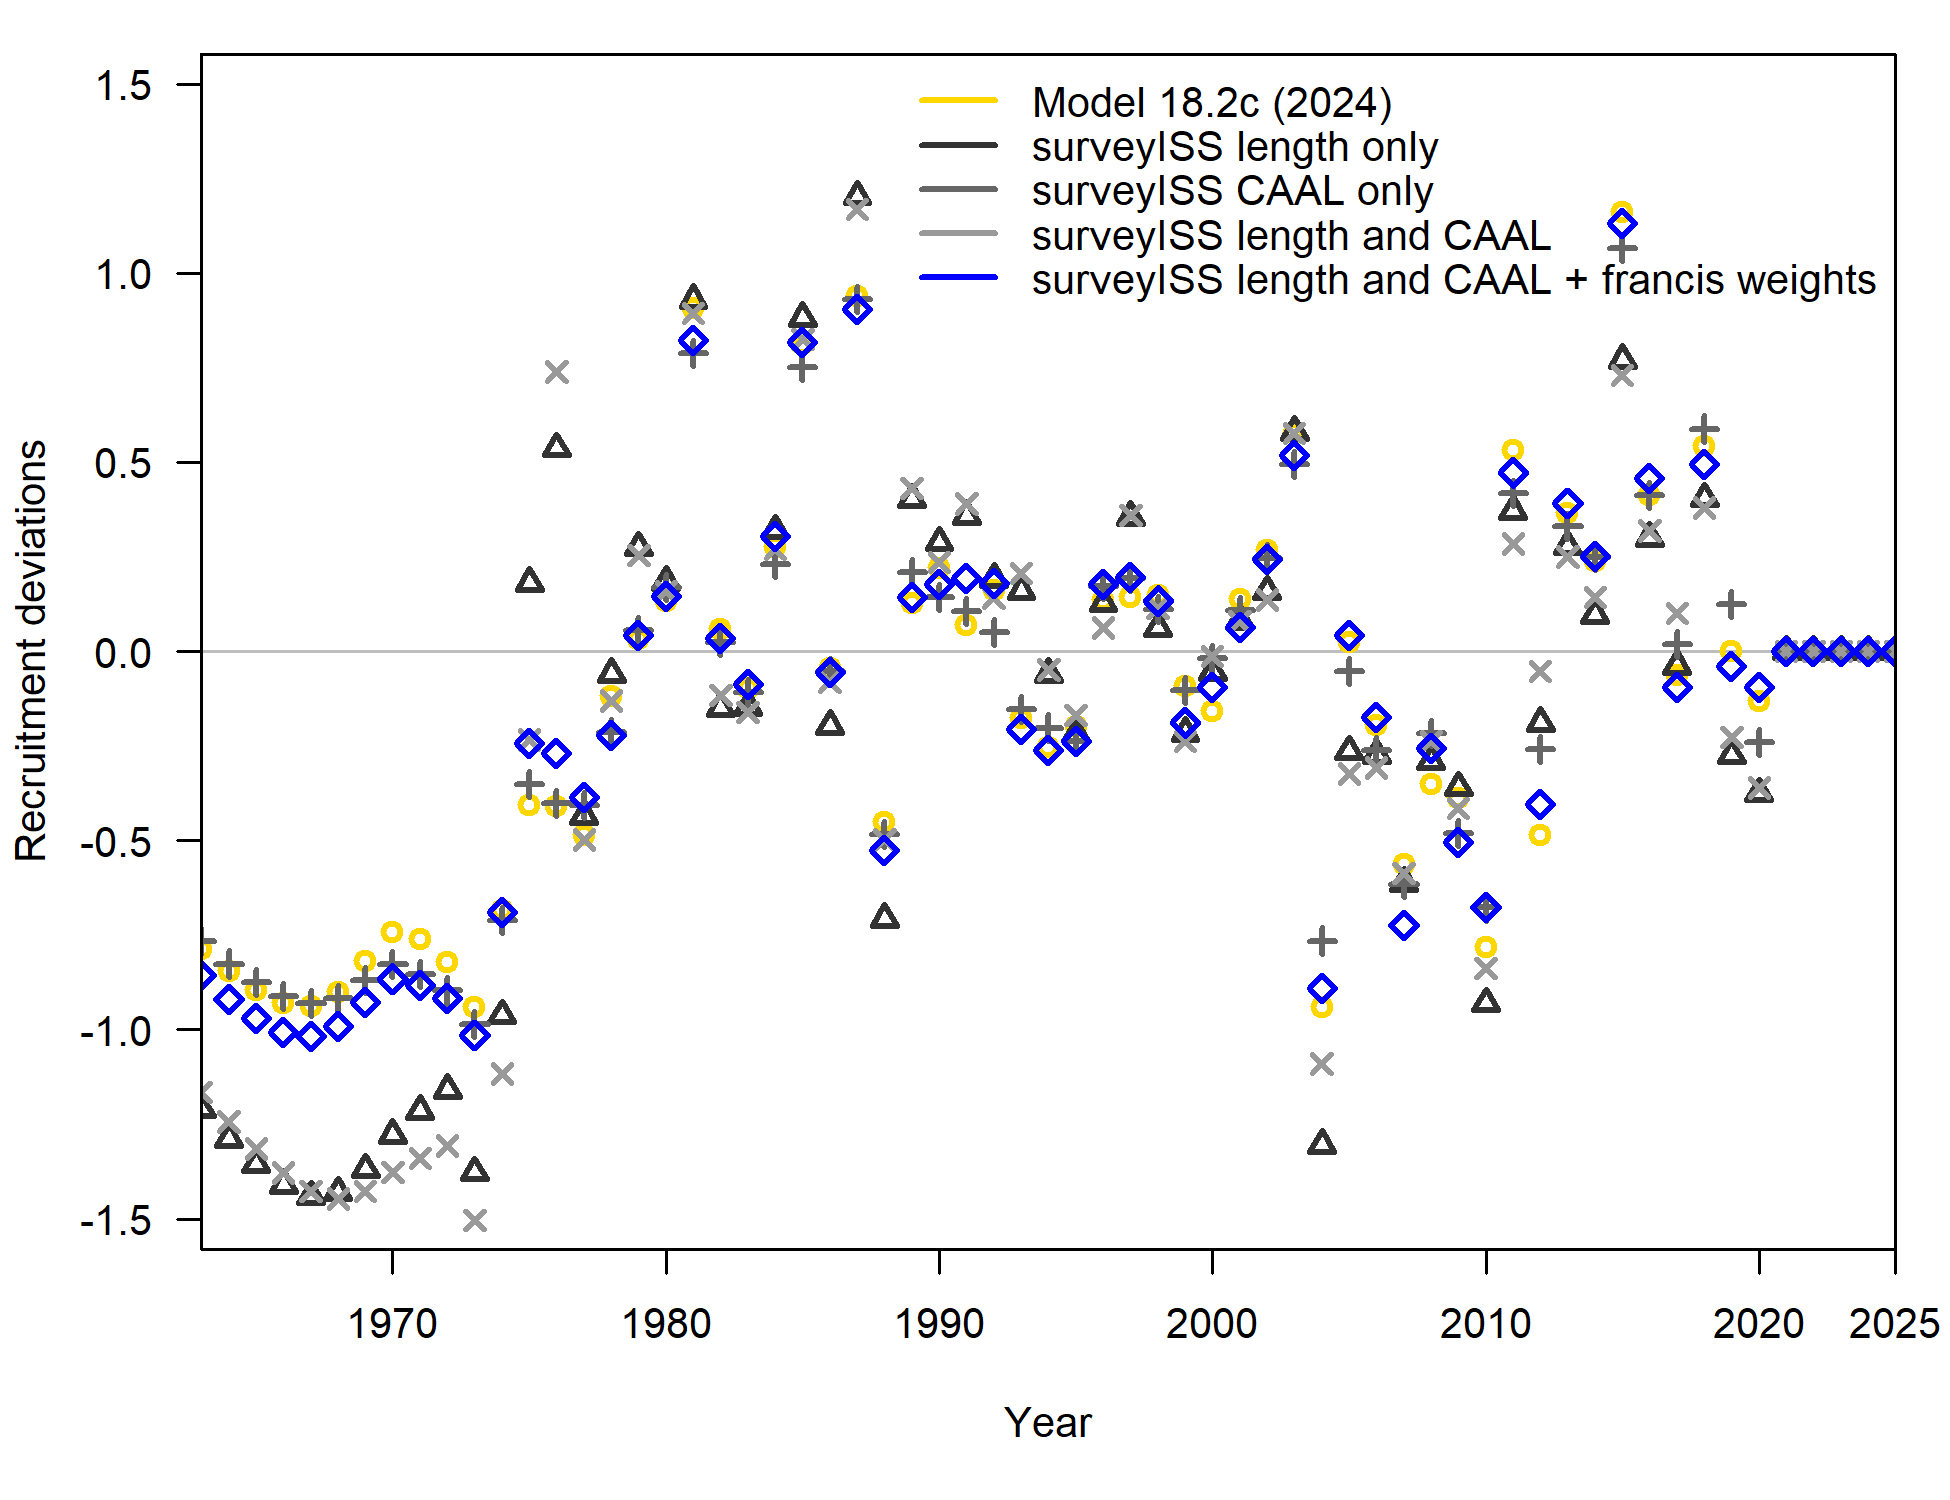 1.5
1.0
0.5
0.0
-0.5
-1.0
-1.5
Recruitment deviations
Model 18.2c (2024)
surveyISS length only
surveyISS CAAL only
surveyISS length and CAAL
surveyISS length and CAAL + francis weights
1970
1980
1990
2000
2010
2020
2025
Year